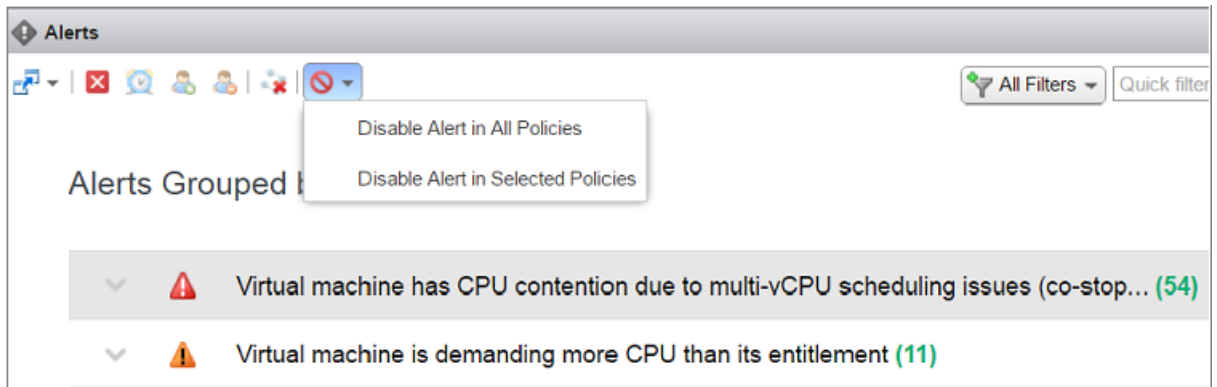 Alerts
All Filters
Quick filter
Disable Alert in All Policies
Disable Alert in Selected Policies
Alerts Grouped
Virtual machine has CPU contention due to multi-vCPU scheduling issues (co-stop... (54)
Virtual machine is demanding more CPU than its entitlement (11)